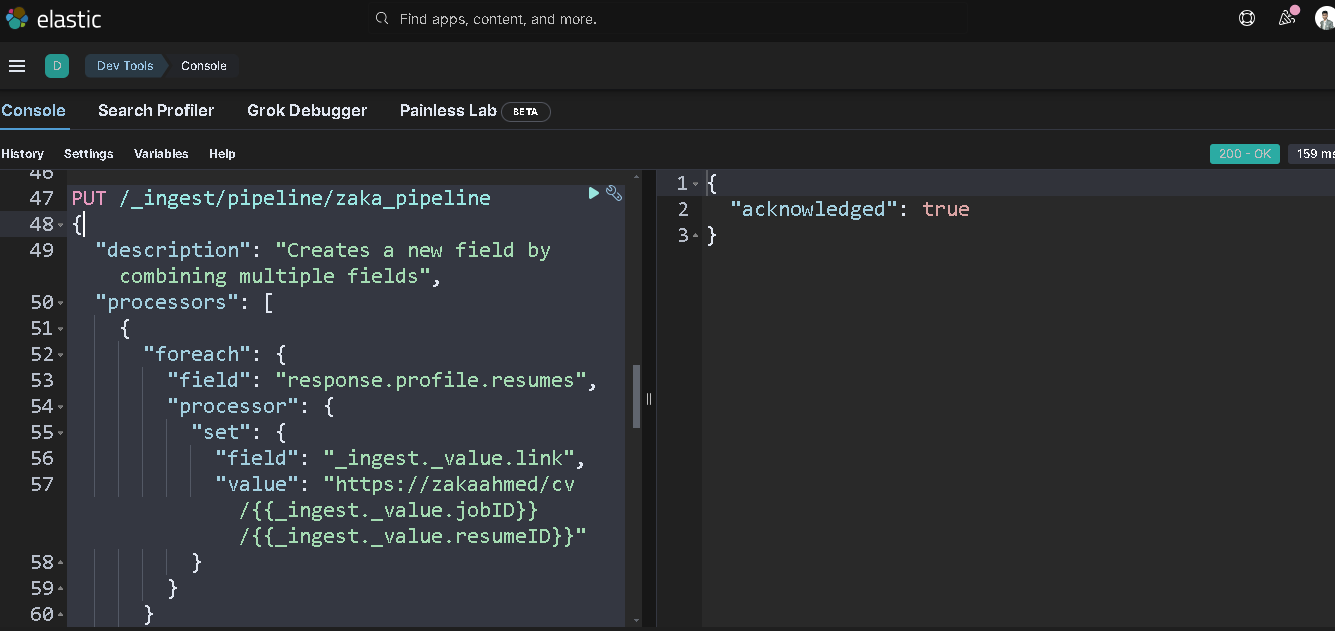 elastic
Find apps, content, and more.
D
Dev Tools
Console
Console
Search Profiler
Grok Debugger
Painless Lab
BETA
History
Settings
Variables
Help
200 - OK
159 ms
46
47 PUT /_ingest/pipeline/zaka_pipeline
48 {
49 "description": "Creates a new field by
combining multiple fields",
50 "processors": [
51 {
52 "foreach": {
53 "field": "response.profile.resumes",
54 "processor": {
55 "set": {
56 "field": "_ingest._value.link",
57 "value": "https://zakaahmed/cv
/{{_ingest._value.jobID}}
/{{_ingest._value.resumeID}}"
58 }
59 }
60 }
1 {
2 "acknowledged": true
3 }